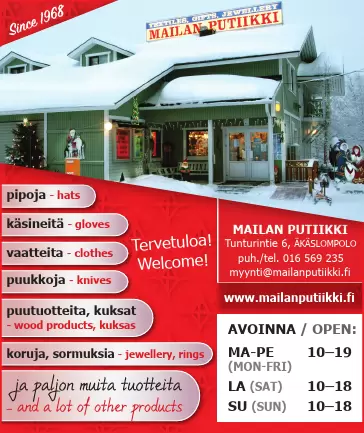 Since 1968
TEXTILES, GIFTS, JEWELLERY
MAILAN PUTIIKKI
pipoja - hats
käsineitä - gloves
vaatteita - clothes
puukkoja - knives
puutuotteita, kuksat
- wood products, kuksas
koruja, sormuksia - jewellery, rings
ja paljon muita tuotteita
- and a lot of other products
Tervetuloa!
Welcome!
MAILAN PUTIIKKI
Tunturintie 6, ÄKÄSLOMPOLO
puh./tel. 016 569 235
myynti@mailanputiikki.fi
www.mailanputiikki.fi
AVOINNA / OPEN:
MA-PE 10–19
(MON-FRI)
LA (SAT) 10–18
SU (SUN) 10–18